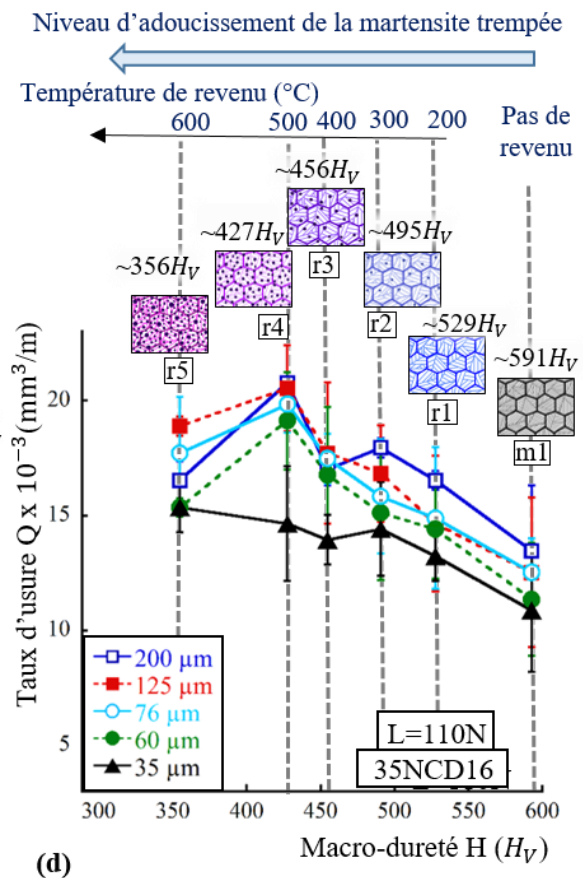 Niveau d’adoucissement de la martensite trempée
Température de revenu (°C)
600 500 400 300 200
Pas de
revenu
~456H_V
~427H_V
~495H_V
~356H_V
~529H_V
~591H_V
r3
r4
r2
r5
r1
m1
Taux d’usure Q x 10⁻³ (mm³/m)
20
15
10
5
200 µm
125 µm
76 µm
60 µm
35 µm
L=110N
35NCD16
300 350 400 450 500 550 600
Macro-dureté H (H_V)
(d)